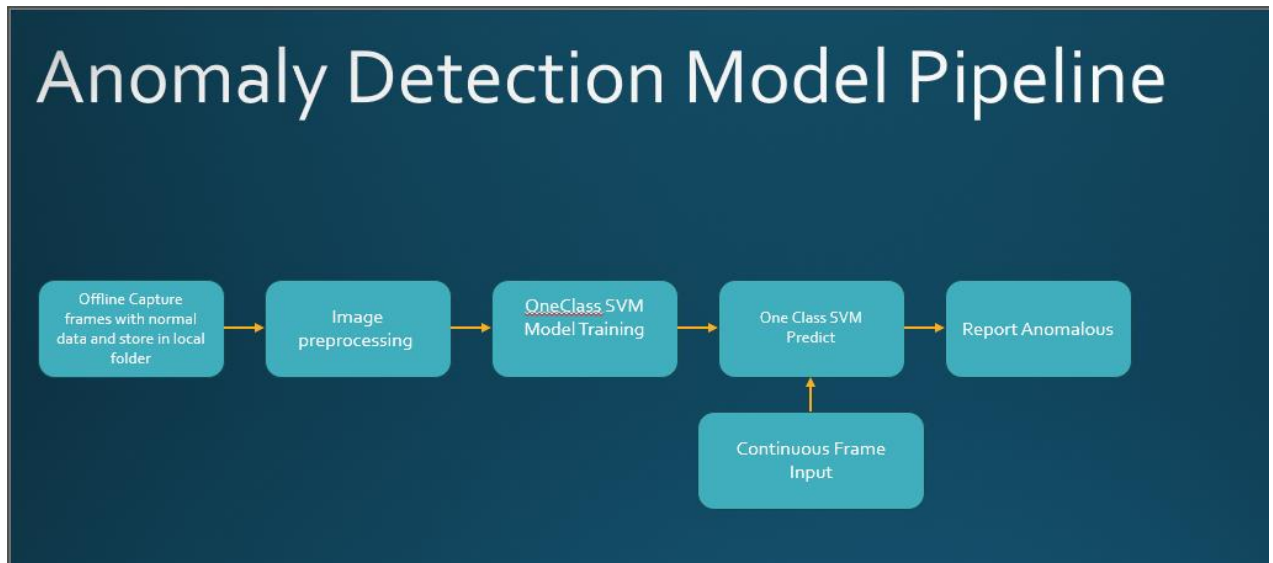 Anomaly Detection Model Pipeline
Offline Capture
frames with normal
data and store in local
folder
Image
preprocessing
OneClass SVM
Model Training
One Class SVM
Predict
Report Anomalous
Continuous Frame
Input